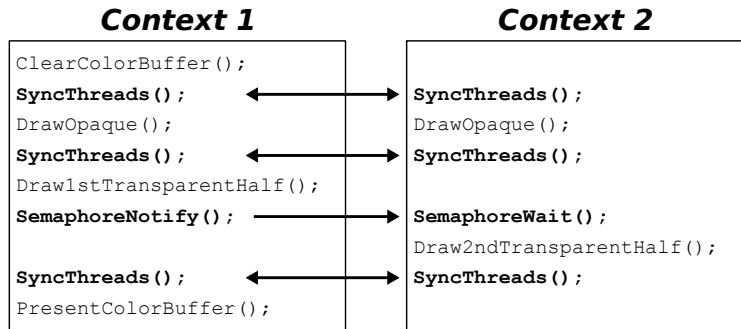 Context 1
ClearColorBuffer();
SyncThreads();
DrawOpaque();
SyncThreads();
Draw1stTransparentHalf();
SemaphoreNotify();
SyncThreads();
PresentColorBuffer();
Context 2
SyncThreads();
DrawOpaque();
SyncThreads();
SemaphoreWait();
Draw2ndTransparentHalf();
SyncThreads();